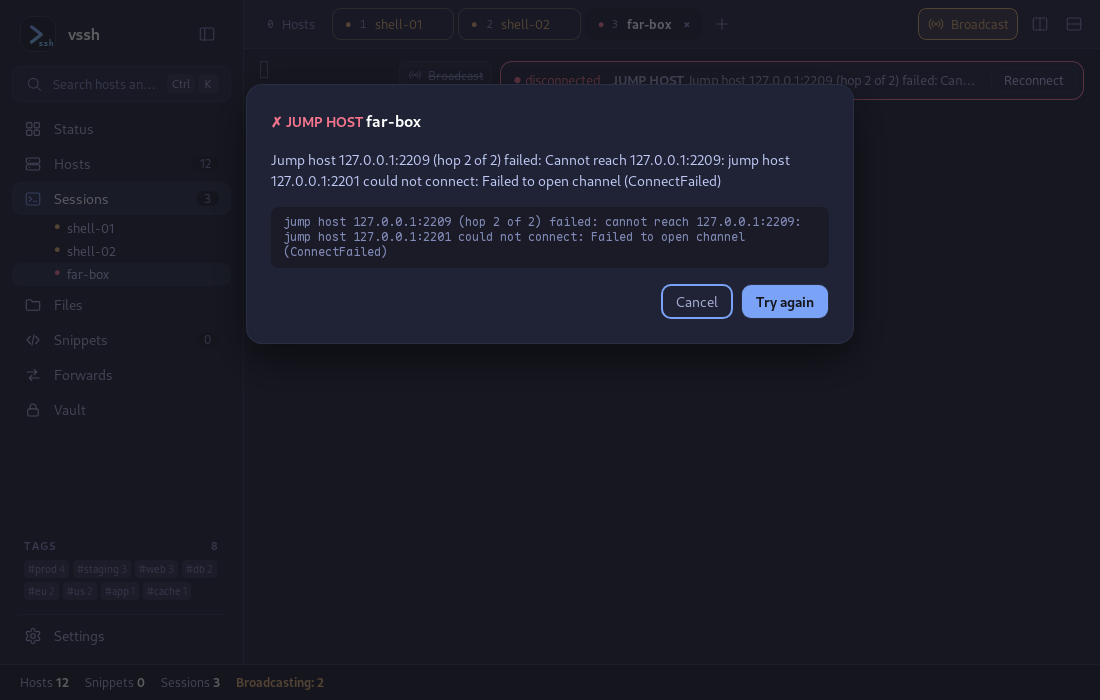 ssh
vssh
0 Hosts
1 shell-01
2 shell-02
3 far-box ×
+
Broadcast
Search hosts an... Ctrl K
Broadcast
disconnected JUMP HOST Jump host 127.0.0.1:2209 (hop 2 of 2) failed: Can... Reconnect
✗ JUMP HOST far-box
Jump host 127.0.0.1:2209 (hop 2 of 2) failed: Cannot reach 127.0.0.1:2209: jump host
127.0.0.1:2201 could not connect: Failed to open channel (ConnectFailed)
jump host 127.0.0.1:2209 (hop 2 of 2) failed: cannot reach 127.0.0.1:2209:
jump host 127.0.0.1:2201 could not connect: Failed to open channel
(ConnectFailed)
Cancel
Try again
Status
Hosts 12
Sessions 3
shell-01
shell-02
far-box
Files
Snippets 0
Forwards
Vault
TAGS 8
#prod 4 #staging 3 #web 3 #db 2
#eu 2 #us 2 #app 1 #cache 1
Settings
Hosts 12 Snippets 0 Sessions 3 Broadcasting: 2